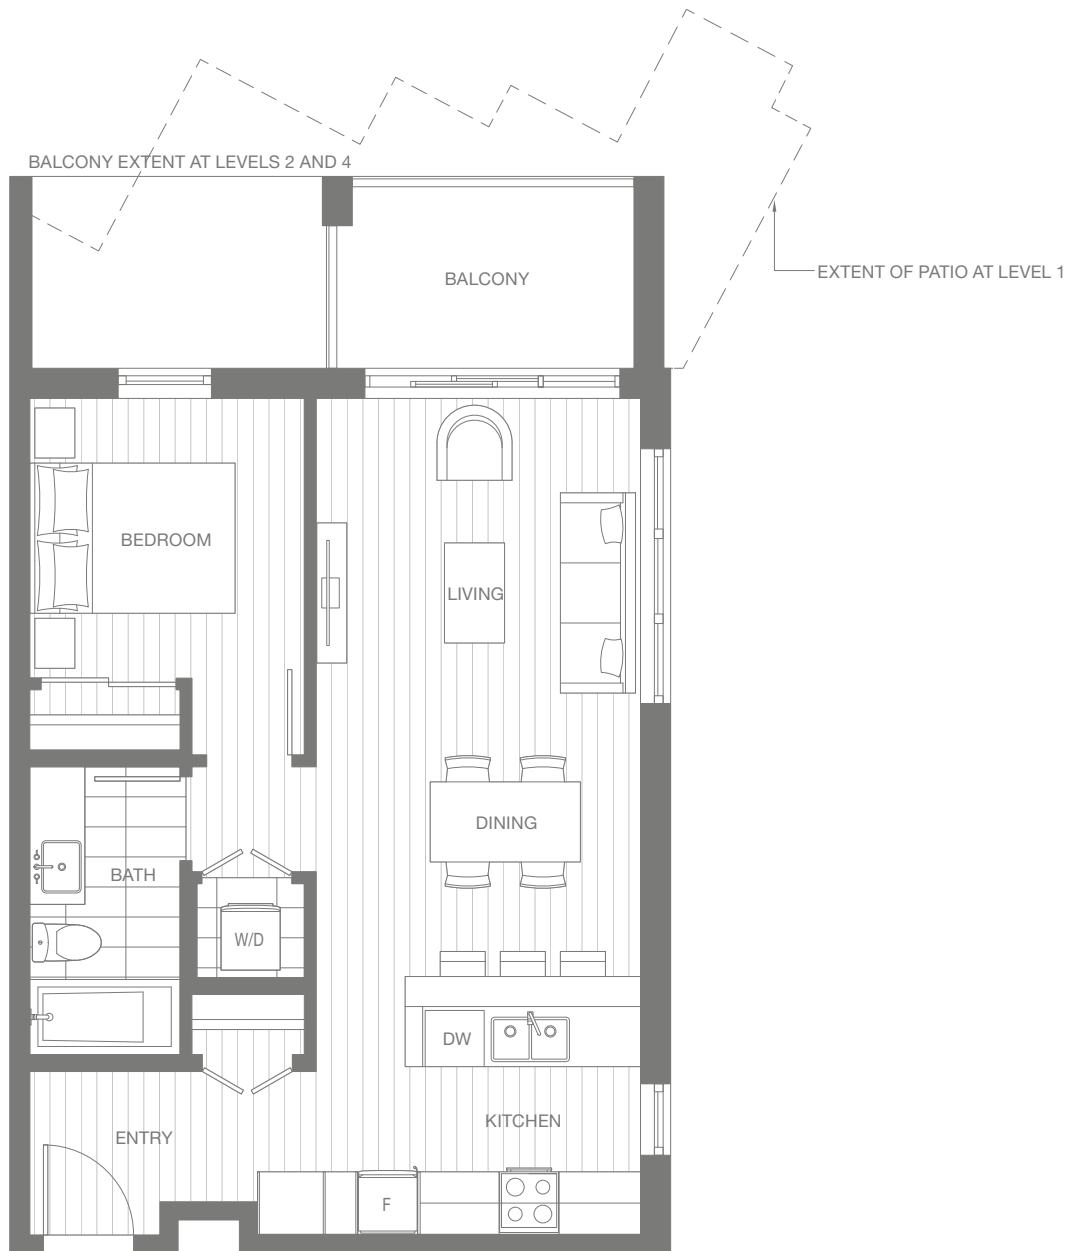 BALCONY EXTENT AT LEVELS 2 AND 4
BALCONY
EXTENT OF PATIO AT LEVEL 1
BEDROOM
LIVING
DINING
BATH
W/D
DW
KITCHEN
ENTRY
F